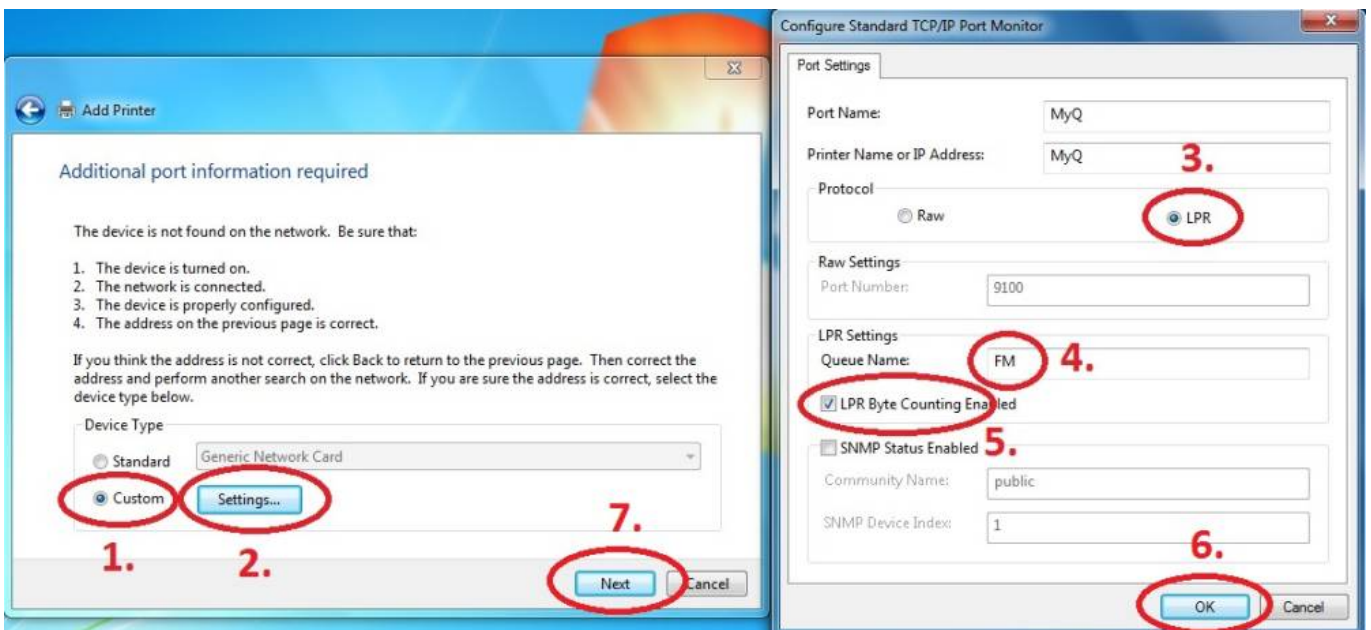 Add Printer
Additional port information required
The device is not found on the network. Be sure that:
1. The device is turned on.
2. The network is connected.
3. The device is properly configured.
4. The address on the previous page is correct.
If you think the address is not correct, click Back to return to the previous page. Then correct the
address and perform another search on the network. If you are sure the address is correct, select the
device type below.
Device Type
Standard Generic Network Card
Custom Settings...
1. 2.
7.
Next Cancel
Configure Standard TCP/IP Port Monitor
Port Settings
Port Name: MyQ
Printer Name or IP Address: MyQ
3.
Protocol
Raw LPR
Raw Settings
Port Number: 9100
LPR Settings
Queue Name: FM 4.
LPR Byte Counting Enabled
5.
SNMP Status Enabled
Community Name: public
SNMP Device Index: 1
6.
OK Cancel